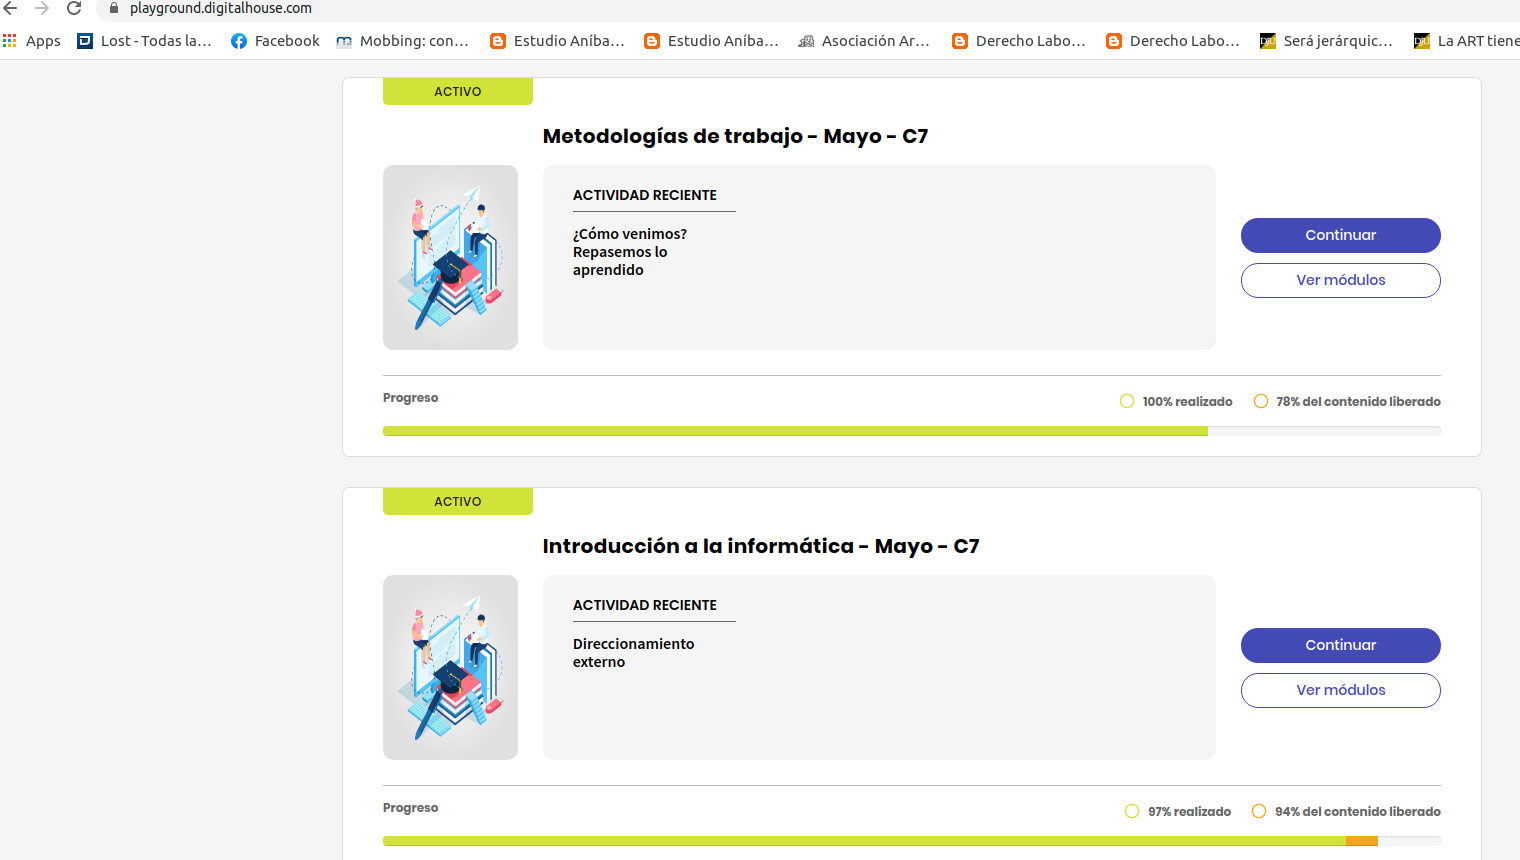 playground.digitalhouse.com
Apps Lost - Todas la... Facebook Mobbing: con... Estudio Aníba... Estudio Aníba... Asociación Ar... Derecho Labo... Derecho Labo... Será jerárquic... La ART tiene
ACTIVO
Metodologías de trabajo - Mayo - C7
ACTIVIDAD RECIENTE
¿Cómo venimos?
Repasemos lo
aprendido
Continuar
Ver módulos
Progreso
100% realizado
78% del contenido liberado
ACTIVO
Introducción a la informática - Mayo - C7
ACTIVIDAD RECIENTE
Direccionamiento
externo
Continuar
Ver módulos
Progreso
97% realizado
94% del contenido liberado